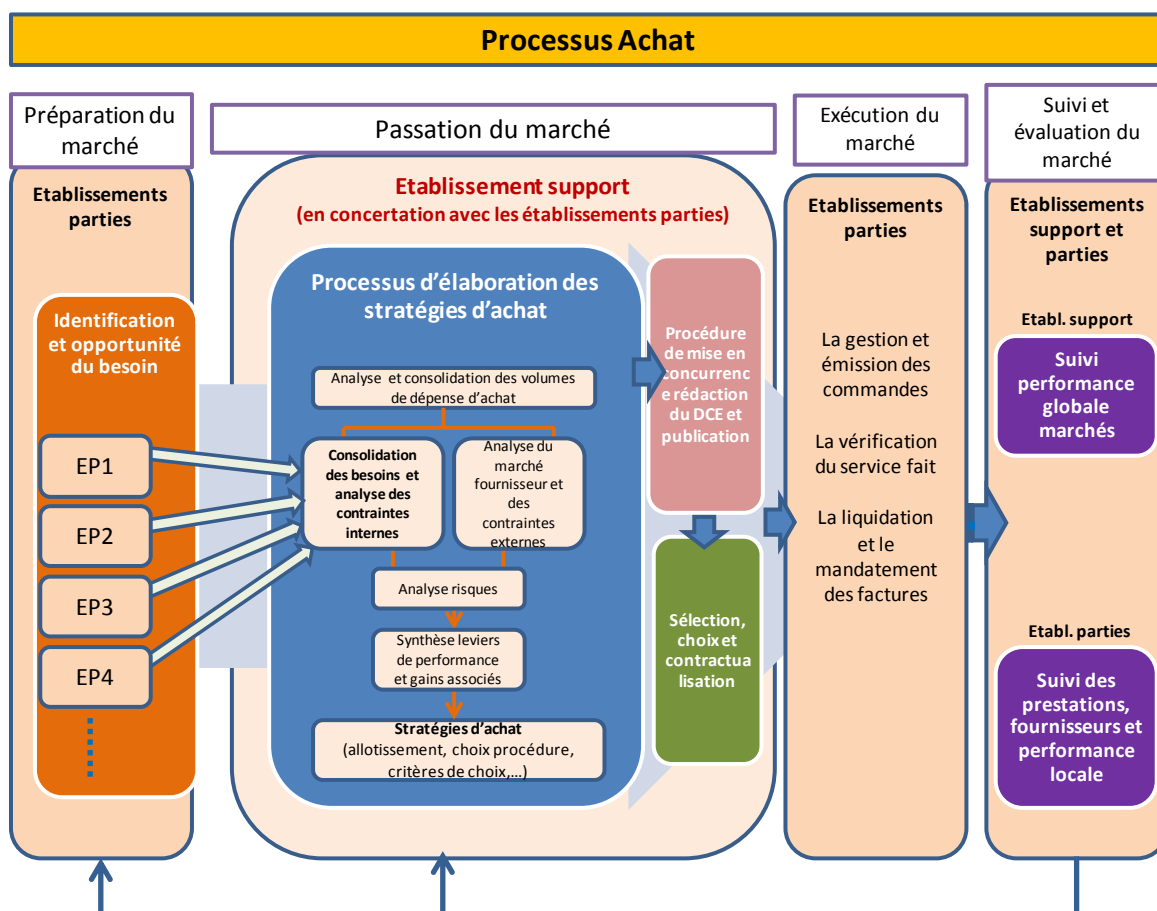 Processus Achat
Préparation du
marché
Passation du marché
Exécution du
marché
Suivi et
évaluation du
marché
Etablissements
parties
Identification
et opportunité
du besoin
EP1
EP2
EP3
EP4
Etablissement support
(en concertation avec les établissements parties)
Processus d'élaboration des
stratégies d'achat
Analyse et consolidation des volumes
de dépense d'achat
Consolidation
des besoins et
analyse des
contraintes
internes
Analyse du
marché
fournisseur et
des
contraintes
externes
Analyse risques
Synthèse leviers
de performance
et gains associés
Stratégies d'achat
(allotissement, choix procédure,
critères de choix,...)
Procédure
de mise en
concurrenc
e rédaction
du DCE et
publication
Sélection,
choix et
contractua
lisation
Etablissements
parties
La gestion et
émission des
commandes
La vérification
du service fait
La liquidation
et le
mandatement
des factures
Etablissements
support et
parties
Etabl. support
Suivi
performance
globale
marchés
Etabl. parties
Suivi des
prestations,
fournisseurs et
performance
locale